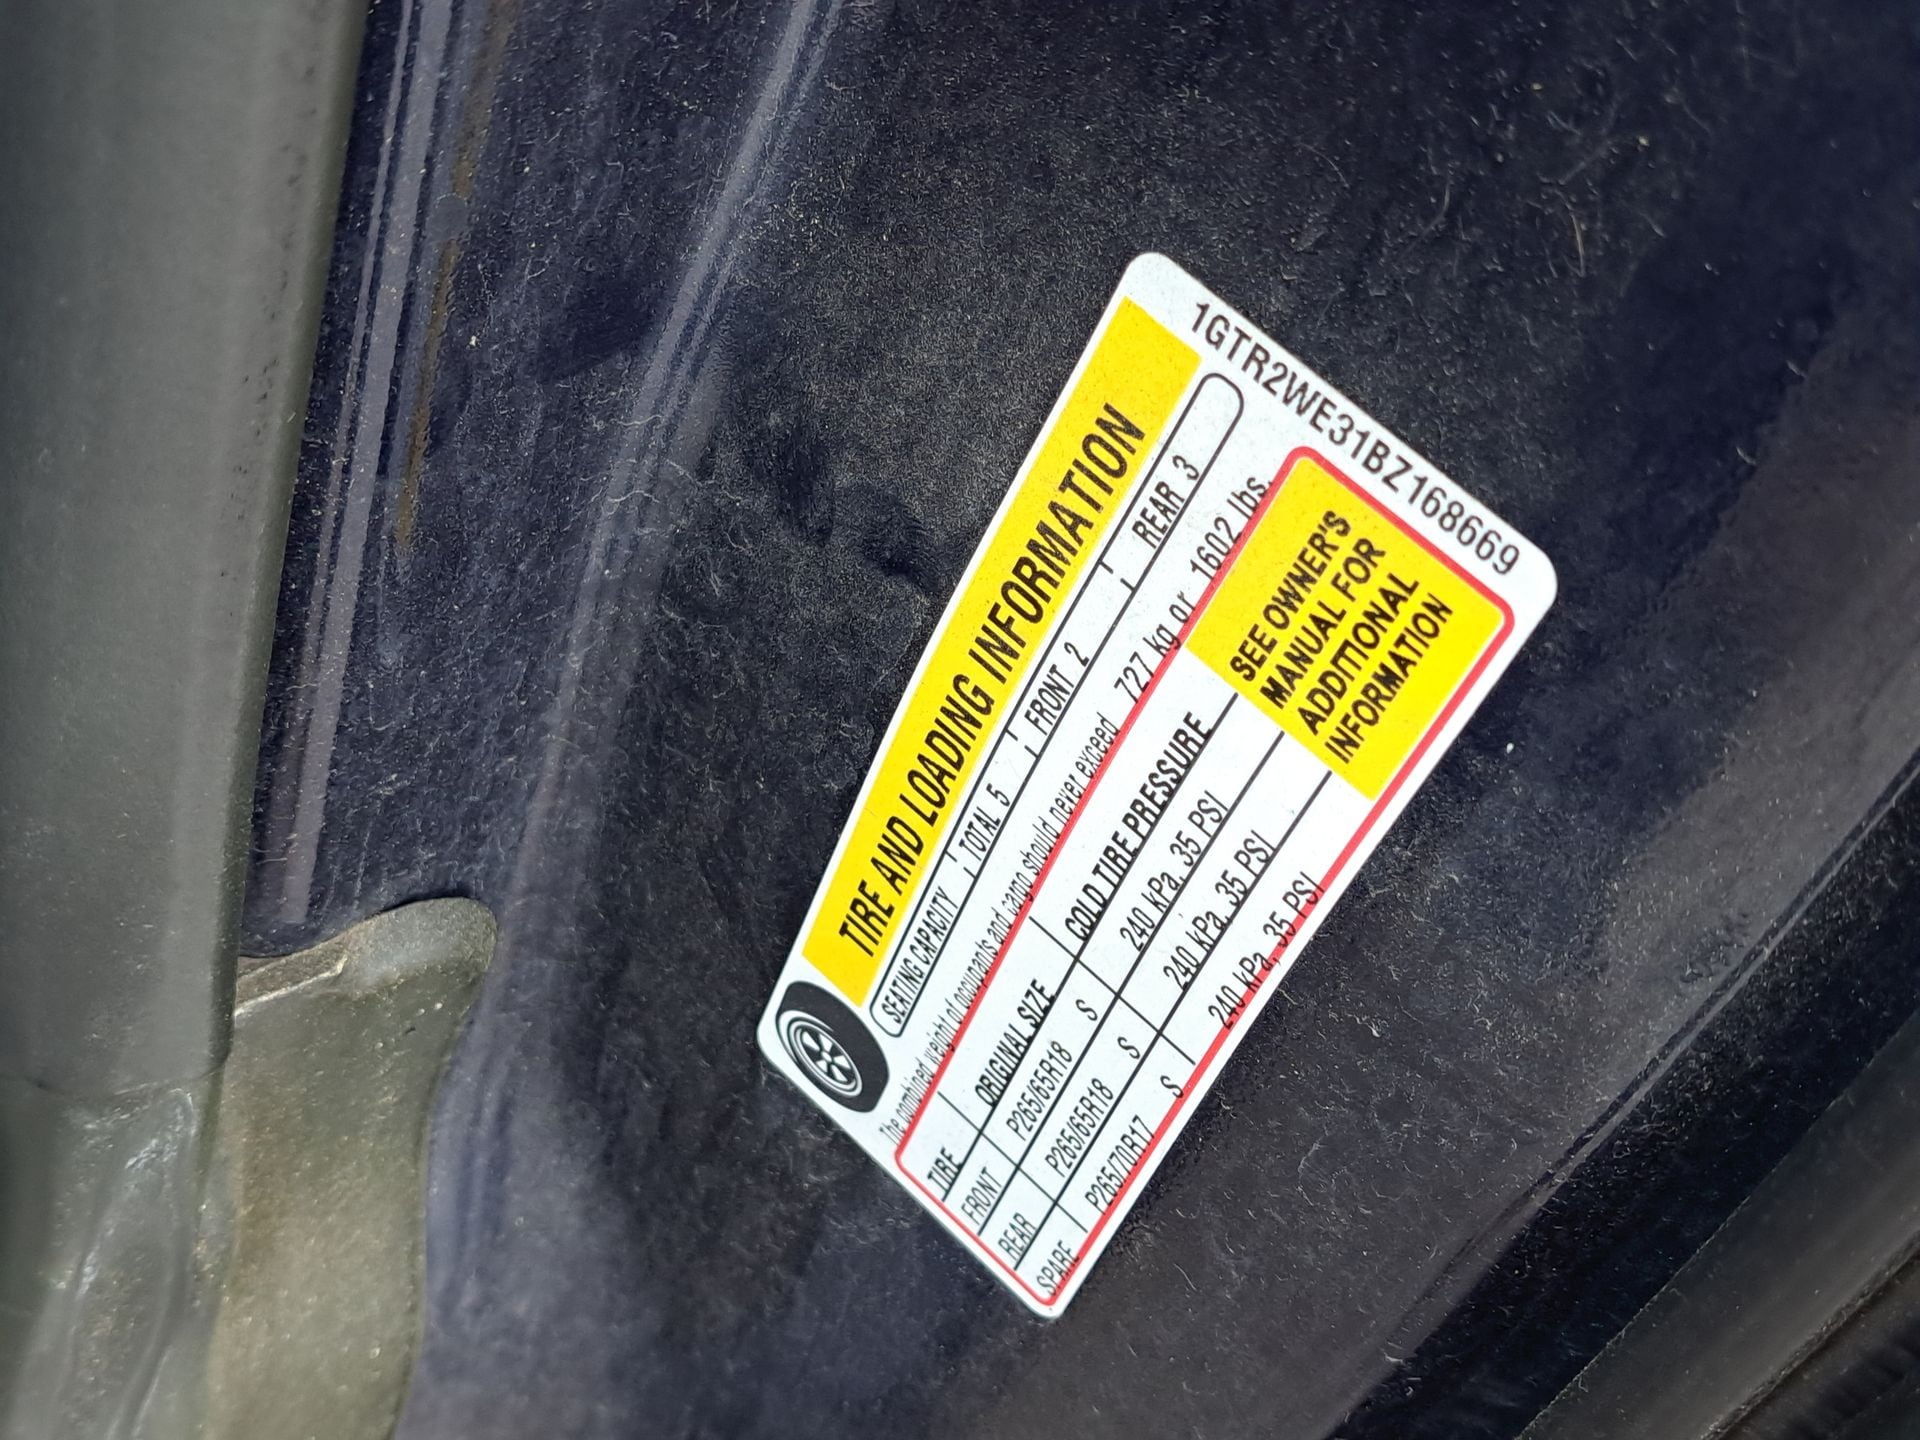 1GTR2WE31BZ168669
TIRE AND LOADING INFORMATION
SEATING CAPACITY TOTAL 5 FRONT 2 REAR 3
The combined weight of occupants and cargo should never exceed 727 kg or 1602 lbs.
TIRE ORIGINAL SIZE COLD TIRE PRESSURE
FRONT P265/65R18 S 240 kPa, 35 PSI
REAR P265/65R18 S 240 kPa, 35 PSI
SPARE P265/70R17 S 240 kPa, 35 PSI
SEE OWNER'S
MANUAL FOR
ADDITIONAL
INFORMATION